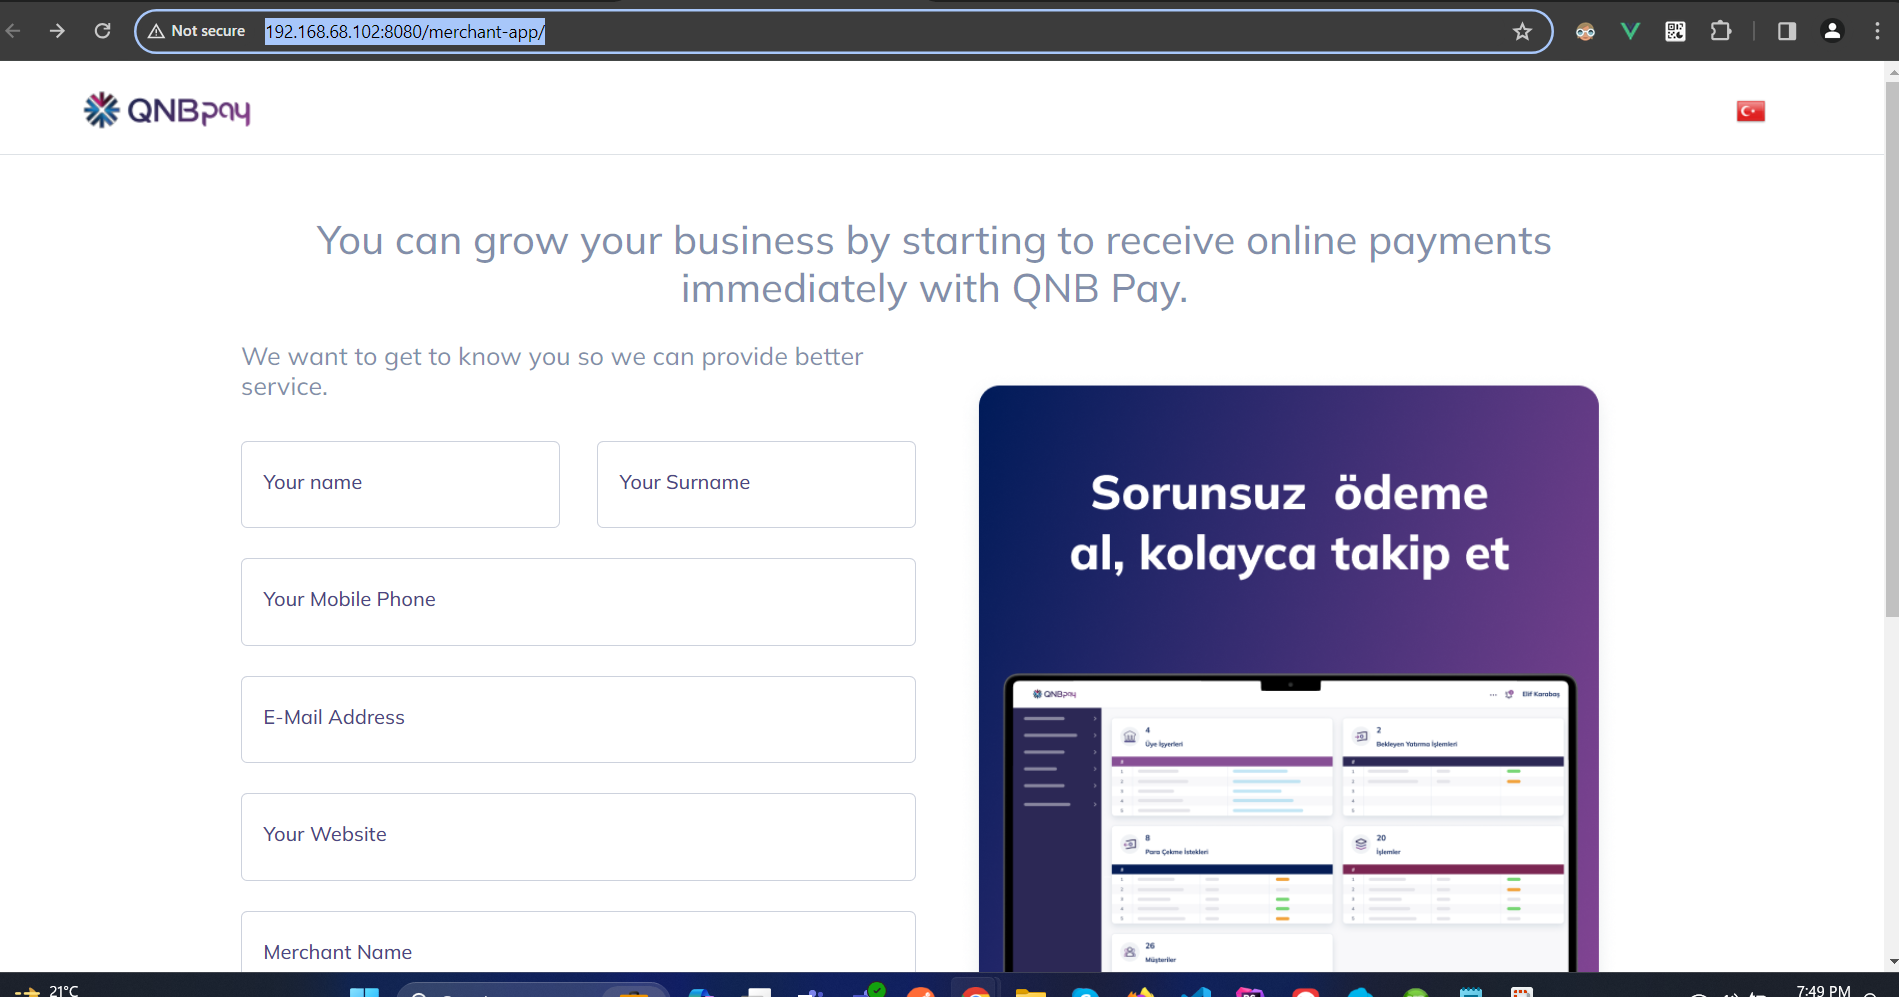 Not secure
192.168.68.102:8080/merchant-app/
QNBpay
You can grow your business by starting to receive online payments
immediately with QNB Pay.
We want to get to know you so we can provide better
service.
Your name
Your Surname
Your Mobile Phone
E-Mail Address
Your Website
Merchant Name
Sorunsuz ödeme
al, kolayca takip et
QNBpay
Elif Karabaş
4
Üye İşyerleri
2
Bekleyen Yatırma İşlemleri
8
Para Çekme İstekleri
20
İşlemler
26
Müşteriler
21°C
7:49 PM